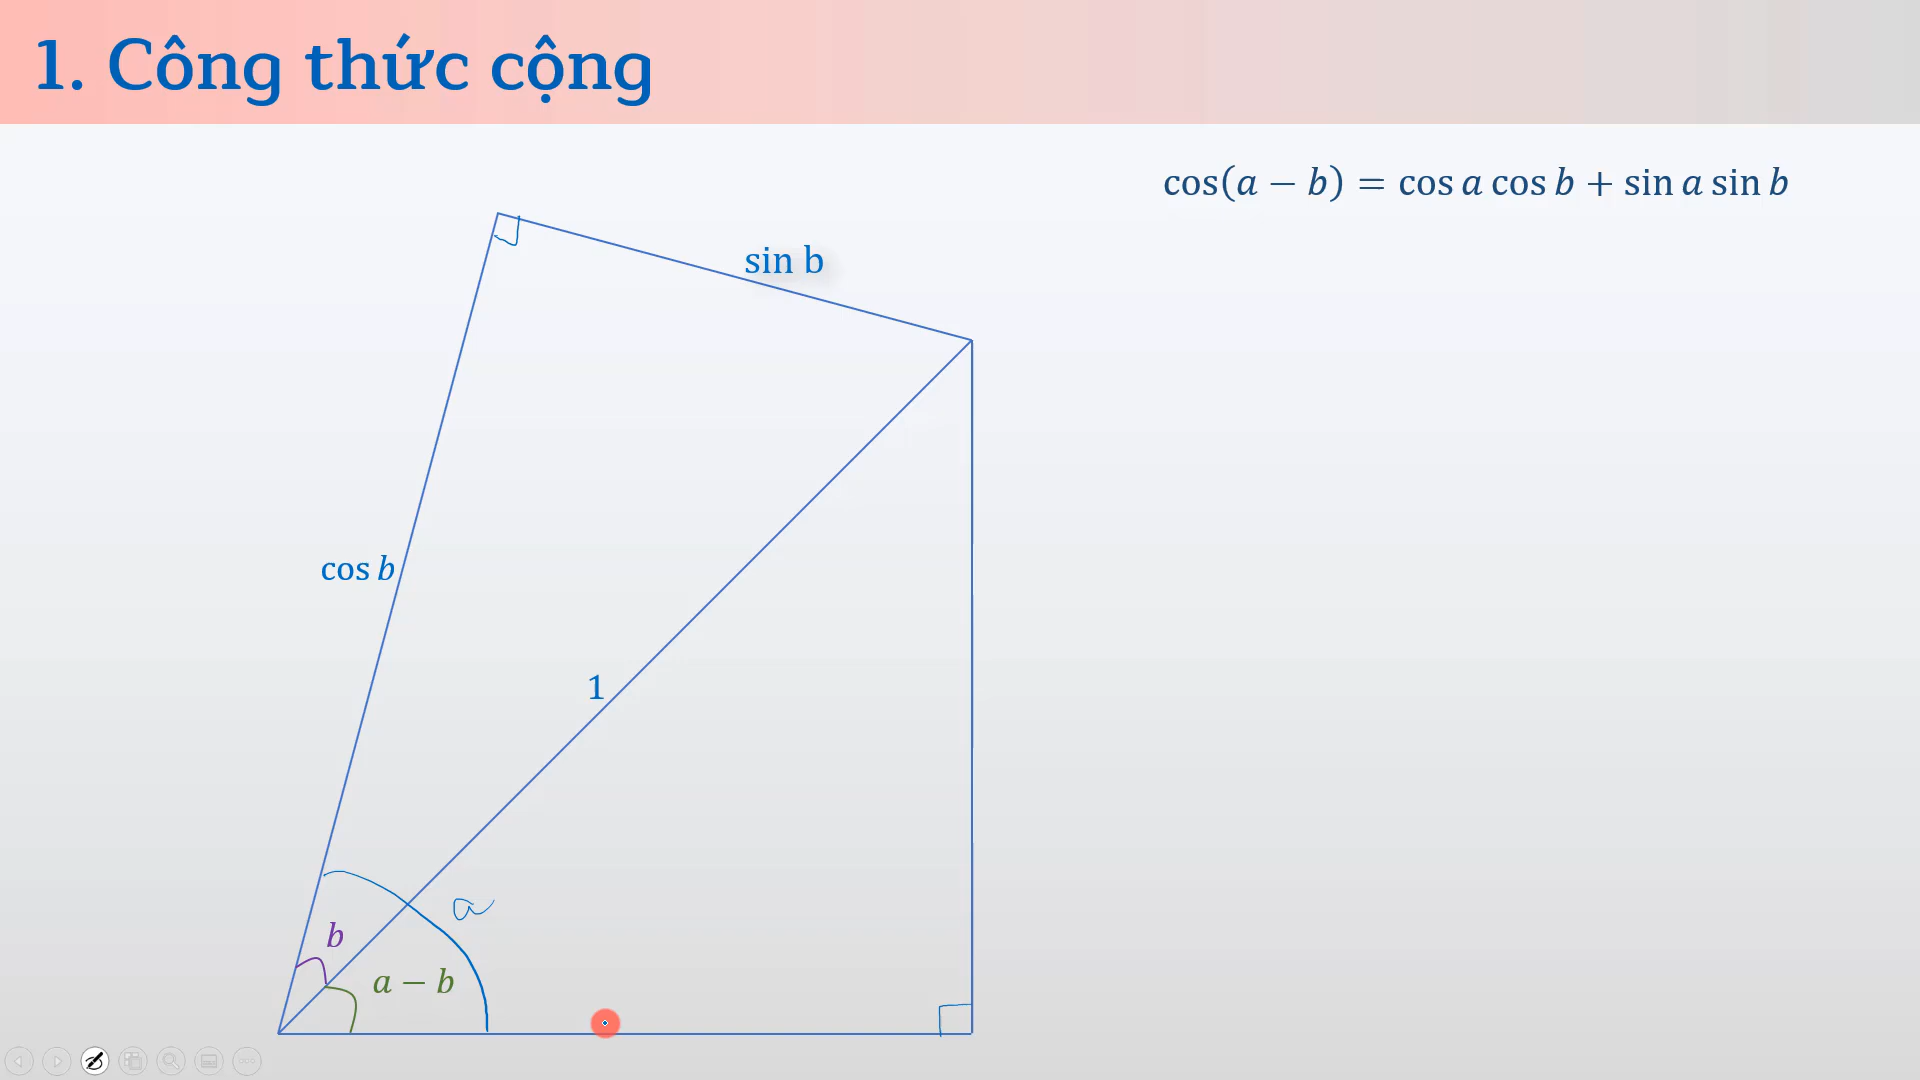 1. Công thức cộng
cos(a − b) = cos a cos b + sin a sin b
sin b
cos b
1
a
b
a − b